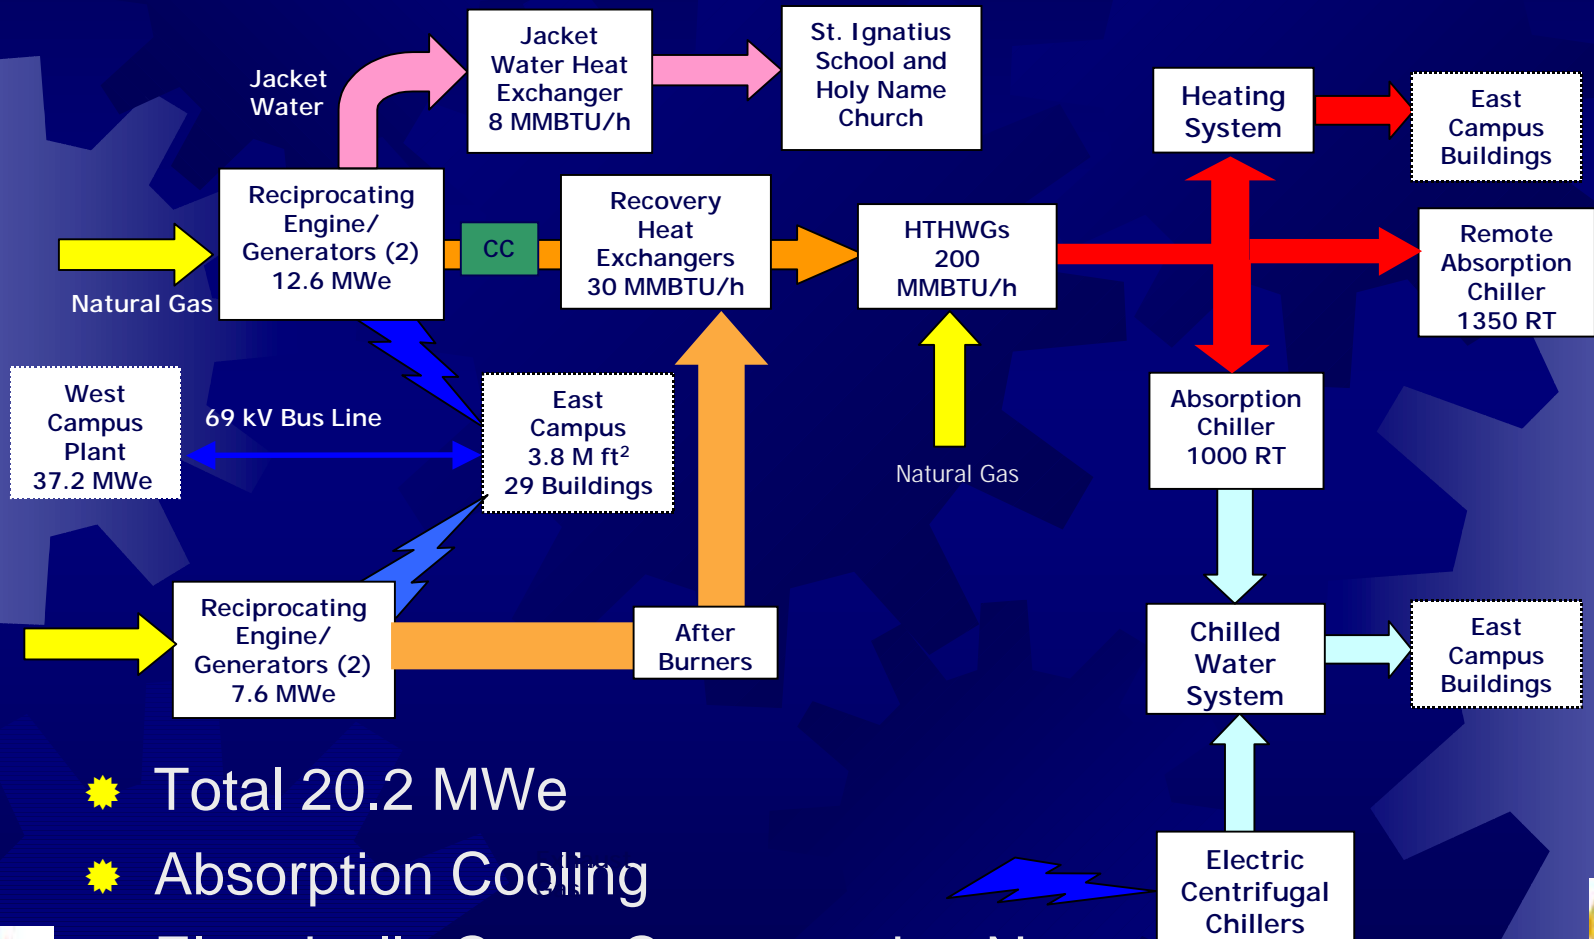 Jacket
Water Heat
Exchanger
8 MMBTU/h
St. Ignatius
School and
Holy Name
Church
Jacket
Water
Heating
System
East
Campus
Buildings
Reciprocating
Engine/
Generators (2)
12.6 MWe
CC
Recovery
Heat
Exchangers
30 MMBTU/h
HTHWGs
200
MMBTU/h
Remote
Absorption
Chiller
1350 RT
Natural Gas
West
Campus
Plant
37.2 MWe
69 kV Bus Line
East
Campus
3.8 M ft²
29 Buildings
Natural Gas
Absorption
Chiller
1000 RT
Reciprocating
Engine/
Generators (2)
7.6 MWe
After
Burners
Chilled
Water
System
East
Campus
Buildings
Total 20.2 MWe
Absorption Cooling
Electric
Centrifugal
Chillers